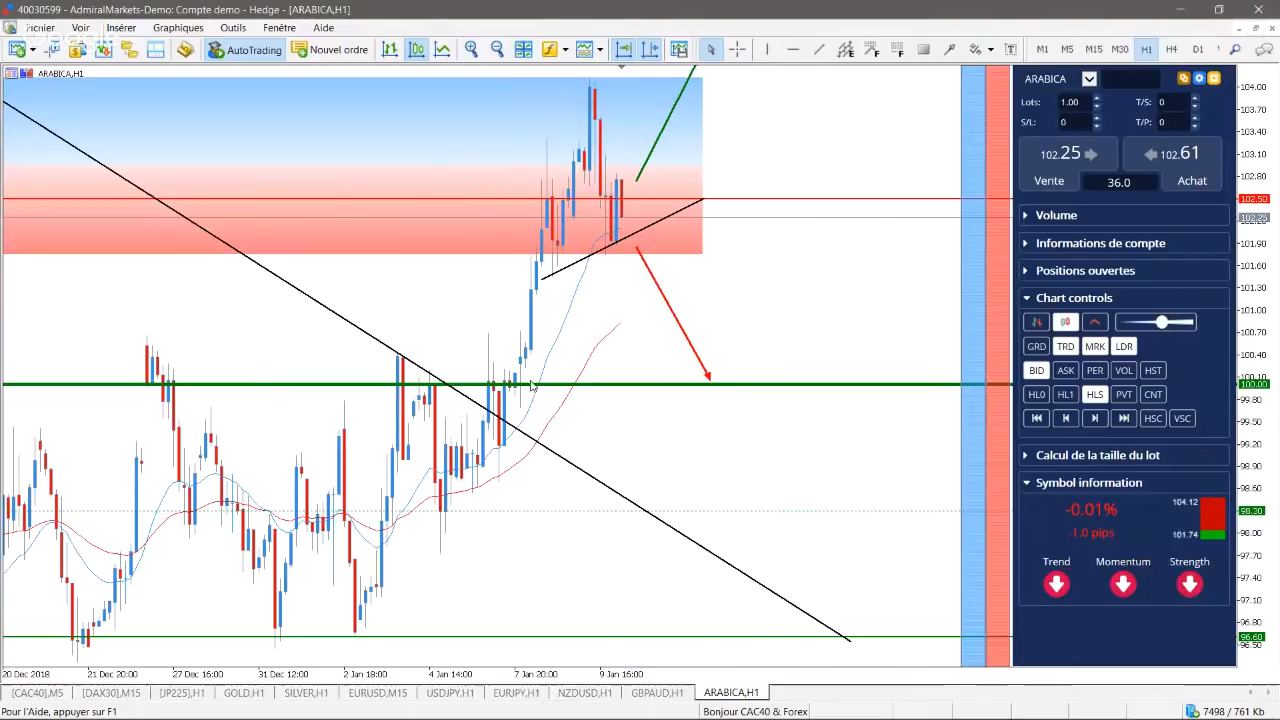 40030599 - AdmiralMarkets-Demo: Compte demo - Hedge - [ARABICA,H1]
Fichier Voir Insérer Graphiques Outils Fenêtre Aide
AutoTrading Nouvel ordre M1 M5 M15 M30 H1 H4 D1
ARABICA,H1
ARABICA
Lots: 1.00 T/S: 0
S/L: 0 T/P: 0
102.25 102.61
Vente 36.0 Achat
Volume
Informations de compte
Positions ouvertes
Chart controls
GRD TRD MRK LDR
BID ASK PER VOL HST
HL0 HL1 HLS PVT CNT
HSC VSC
Calcul de la taille du lot
Symbol information
-0.01% 104.12
-1.0 pips 101.74
Trend Momentum Strength
104.00
103.70
103.40
103.10
102.80
102.50
102.25
101.90
101.60
101.30
101.00
100.70
100.40
100.10
100.00
99.80
99.50
99.20
98.90
98.60
98.30
98.00
97.70
97.40
97.10
96.80
96.60
96.50
20 Dec 2018 21 Dec 20:00 27 Dec 16:00 31 Dec 12:00 2 Jan 18:00 4 Jan 14:00 7 Jan 20:00 9 Jan 16:00
[CAC40],M5 [DAX30],M15 [JP225],H1 GOLD,H1 SILVER,H1 EURUSD,M15 USDJPY,H1 EURJPY,H1 NZDUSD,H1 GBPAUD,H1 ARABICA,H1
Pour l'Aide, appuyer sur F1 Bonjour CAC40 & Forex 7498 / 761 Kb